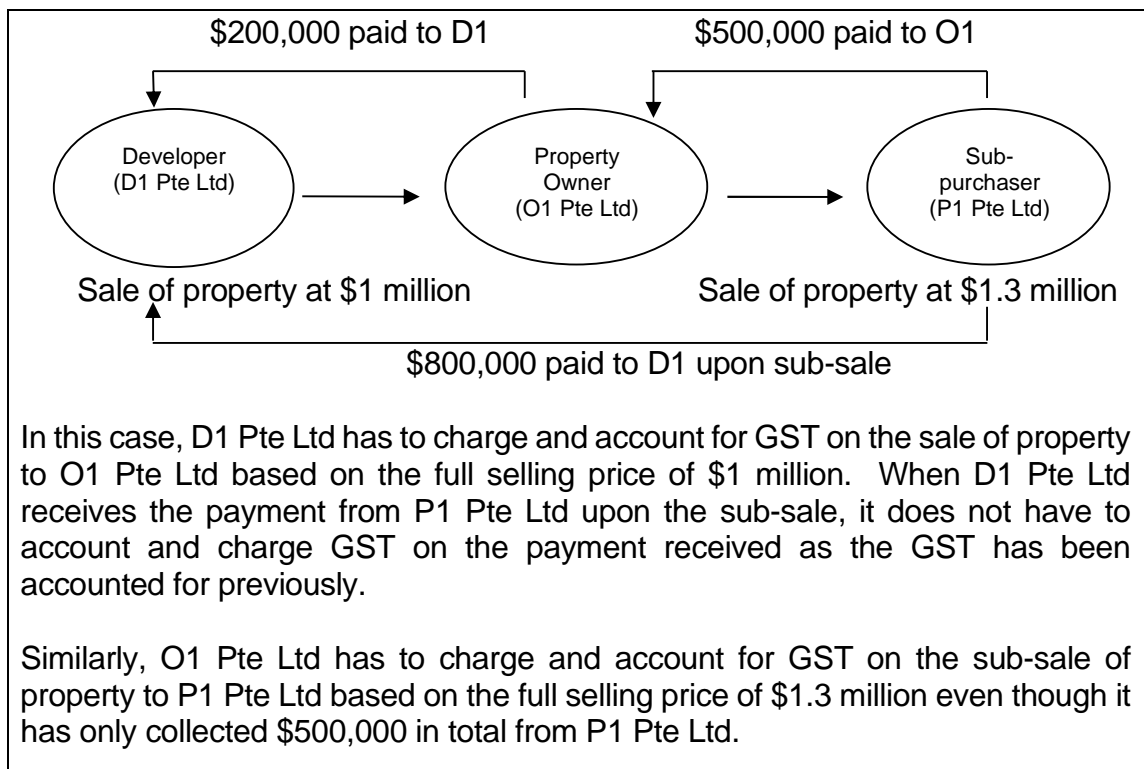 $200,000 paid to D1
$500,000 paid to O1
Developer
(D1 Pte Ltd)
Property
Owner
(O1 Pte Ltd)
Sub-
purchaser
(P1 Pte Ltd)
Sale of property at $1 million
Sale of property at $1.3 million
$800,000 paid to D1 upon sub-sale
In this case, D1 Pte Ltd has to charge and account for GST on the sale of property
to O1 Pte Ltd based on the full selling price of $1 million. When D1 Pte Ltd
receives the payment from P1 Pte Ltd upon the sub-sale, it does not have to
account and charge GST on the payment received as the GST has been
accounted for previously.
Similarly, O1 Pte Ltd has to charge and account for GST on the sub-sale of
property to P1 Pte Ltd based on the full selling price of $1.3 million even though it
has only collected $500,000 in total from P1 Pte Ltd.